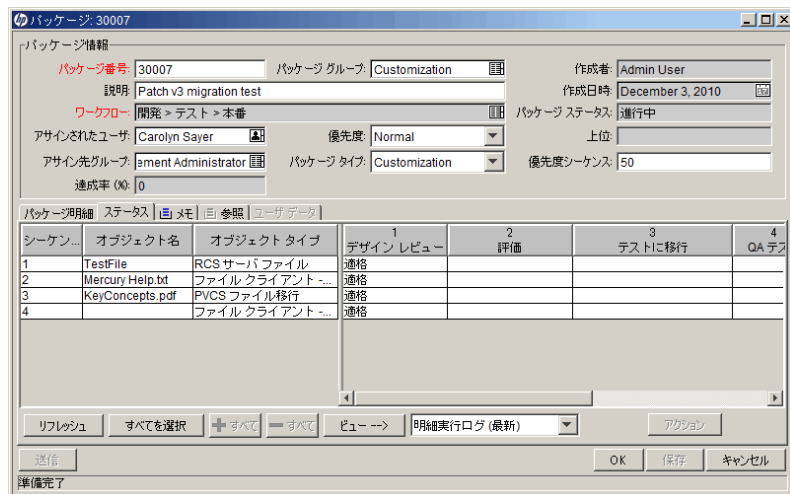 パッケージ: 30007
パッケージ情報
パッケージ番号: 30007 パッケージ グループ: Customization 作成者: Admin User
説明: Patch v3 migration test 作成日時: December 3, 2010
ワークフロー: 開発 > テスト > 本番 パッケージ ステータス: 進行中
アサインされたユーザ: Carolyn Sayer 優先度: Normal 上位:
アサイン先グループ: ement Administrator パッケージ タイプ: Customization 優先度シーケンス: 50
達成率 (%): 0
パッケージ明細 ステータス メモ 参照 ユーザ データ
シーケン... オブジェクト名 オブジェクト タイプ 1 デザイン レビュー 2 評価 3 テストに移行 4 QA テス
1 TestFile RCS サーバ ファイル 適格
2 Mercury Help.txt ファイル クライアント -... 適格
3 KeyConcepts.pdf PVCS ファイル移行 適格
4 ファイル クライアント -... 適格
リフレッシュ すべてを選択 すべて すべて ビュー --> 明細実行ログ (最新) アクション
送信 OK 保存 キャンセル
準備完了